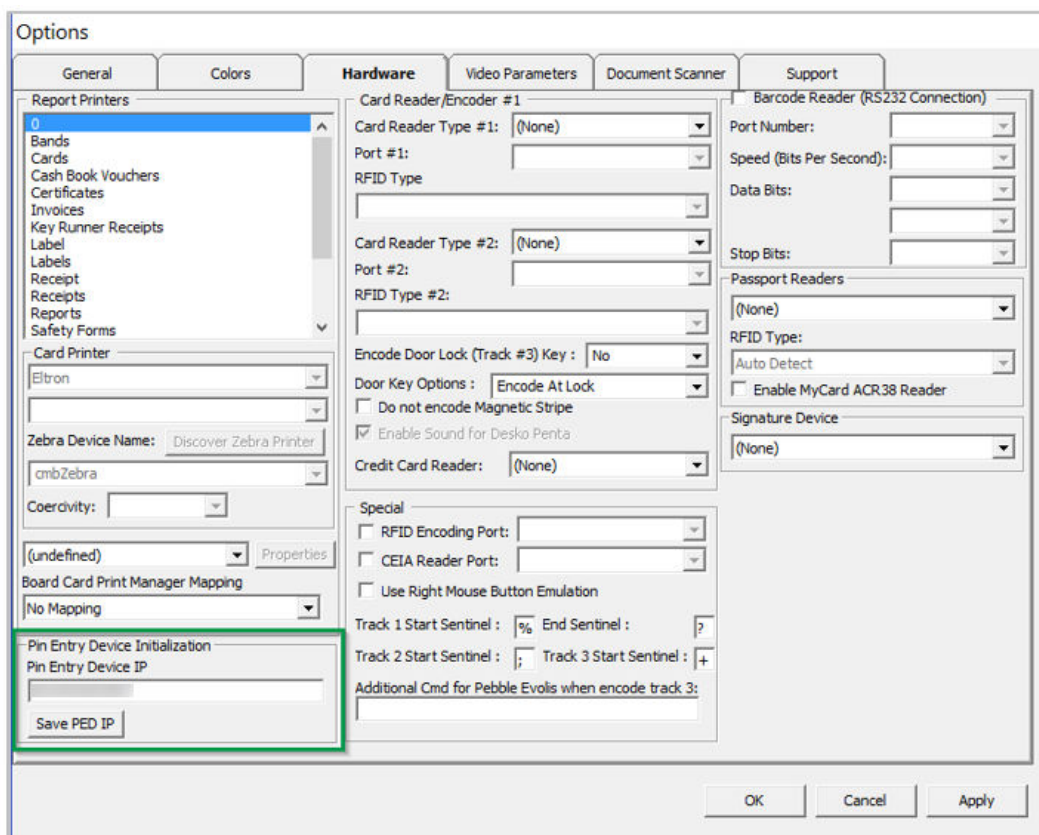 Options
General
Colors
Hardware
Video Parameters
Document Scanner
Support
Report Printers
0
Bands
Cards
Cash Book Vouchers
Certificates
Invoices
Key Runner Receipts
Label
Labels
Receipt
Receipts
Reports
Safety Forms
Card Printer
Eltron
Zebra Device Name: Discover Zebra Printer
cmbZebra
Coercivity:
(undefined) Properties
Board Card Print Manager Mapping
No Mapping
Pin Entry Device Initialization
Pin Entry Device IP
Save PED IP
Card Reader/Encoder #1
Card Reader Type #1: (None)
Port #1:
RFID Type
Card Reader Type #2: (None)
Port #2:
RFID Type #2:
Encode Door Lock (Track #3) Key : No
Door Key Options : Encode At Lock
Do not encode Magnetic Stripe
Enable Sound for Desko Penta
Credit Card Reader: (None)
Special
RFID Encoding Port:
CEIA Reader Port:
Use Right Mouse Button Emulation
Track 1 Start Sentinel : % End Sentinel : ?
Track 2 Start Sentinel : ; Track 3 Start Sentinel : +
Additional Cmd for Pebble Evolis when encode track 3:
Barcode Reader (RS232 Connection)
Port Number:
Speed (Bits Per Second):
Data Bits:
Stop Bits:
Passport Readers
(None)
RFID Type:
Auto Detect
Enable MyCard ACR38 Reader
Signature Device
(None)
OK
Cancel
Apply